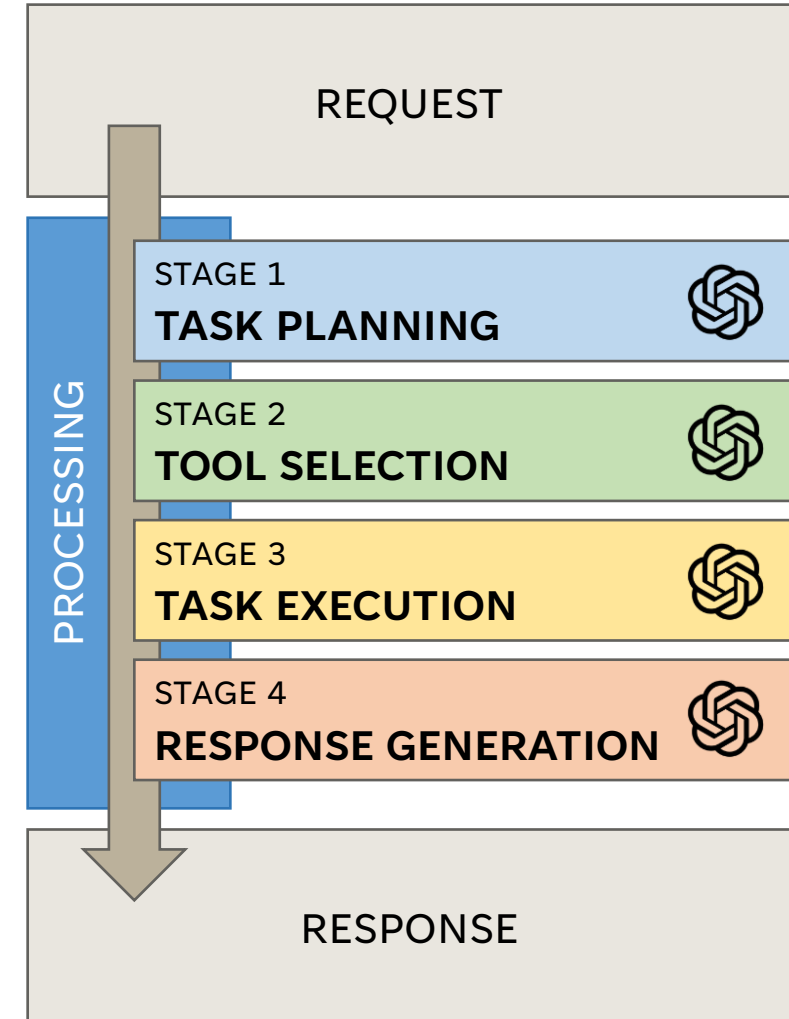 REQUEST
PROCESSING
STAGE 1
TASK PLANNING
STAGE 2
TOOL SELECTION
STAGE 3
TASK EXECUTION
STAGE 4
RESPONSE GENERATION
RESPONSE